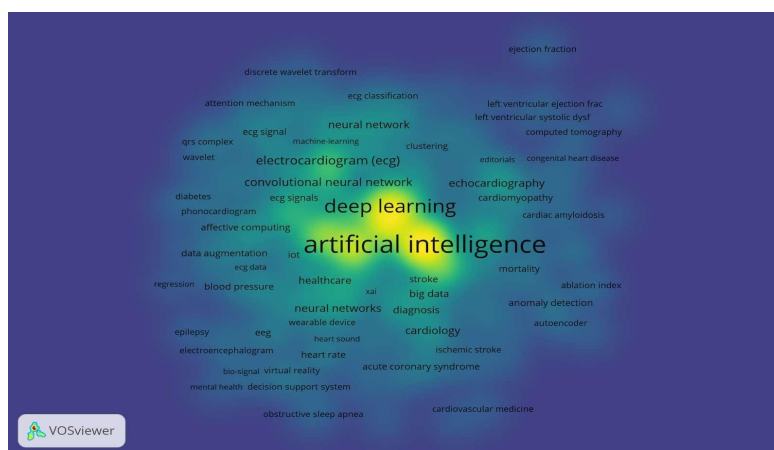 ejection fraction
discrete wavelet transform
ecg classification
attention mechanism
left ventricular ejection frac
left ventricular systolic dysf
neural network
ecg signal
computed tomography
qrs complex
machine-learning
clustering
wavelet
electrocardiogram (ecg)
editorials
congenital heart disease
convolutional neural network
echocardiography
diabetes
ecg signals
cardiomyopathy
phonocardiogram
deep learning
cardiac amyloidosis
affective computing
artificial intelligence
data augmentation
iot
ecg data
mortality
regression
blood pressure
healthcare
stroke
ablation index
xai
big data
anomaly detection
neural networks
diagnosis
wearable device
autoencoder
epilepsy
eeg
cardiology
heart sound
electroencephalogram
heart rate
ischemic stroke
bio-signal
virtual reality
acute coronary syndrome
mental health
decision support system
obstructive sleep apnea
cardiovascular medicine
VOSviewer